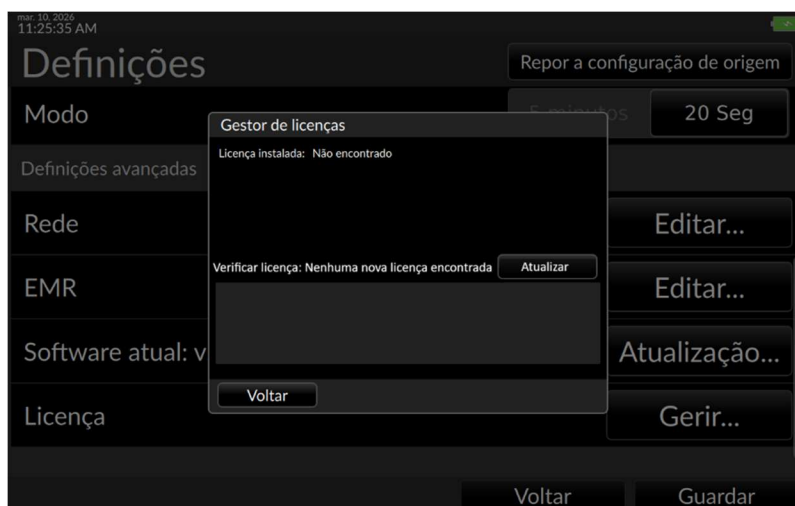 mar. 10, 2026
11:25:35 AM
Definições
Repor a configuração de origem
Modo
5 minutos
20 Seg
Gestor de licenças
Licença instalada: Não encontrado
Definições avançadas
Rede
Editar...
Verificar licença: Nenhuma nova licença encontrada
Atualizar
EMR
Editar...
Software atual: v
Atualização...
Voltar
Licença
Gerir...
Voltar
Guardar